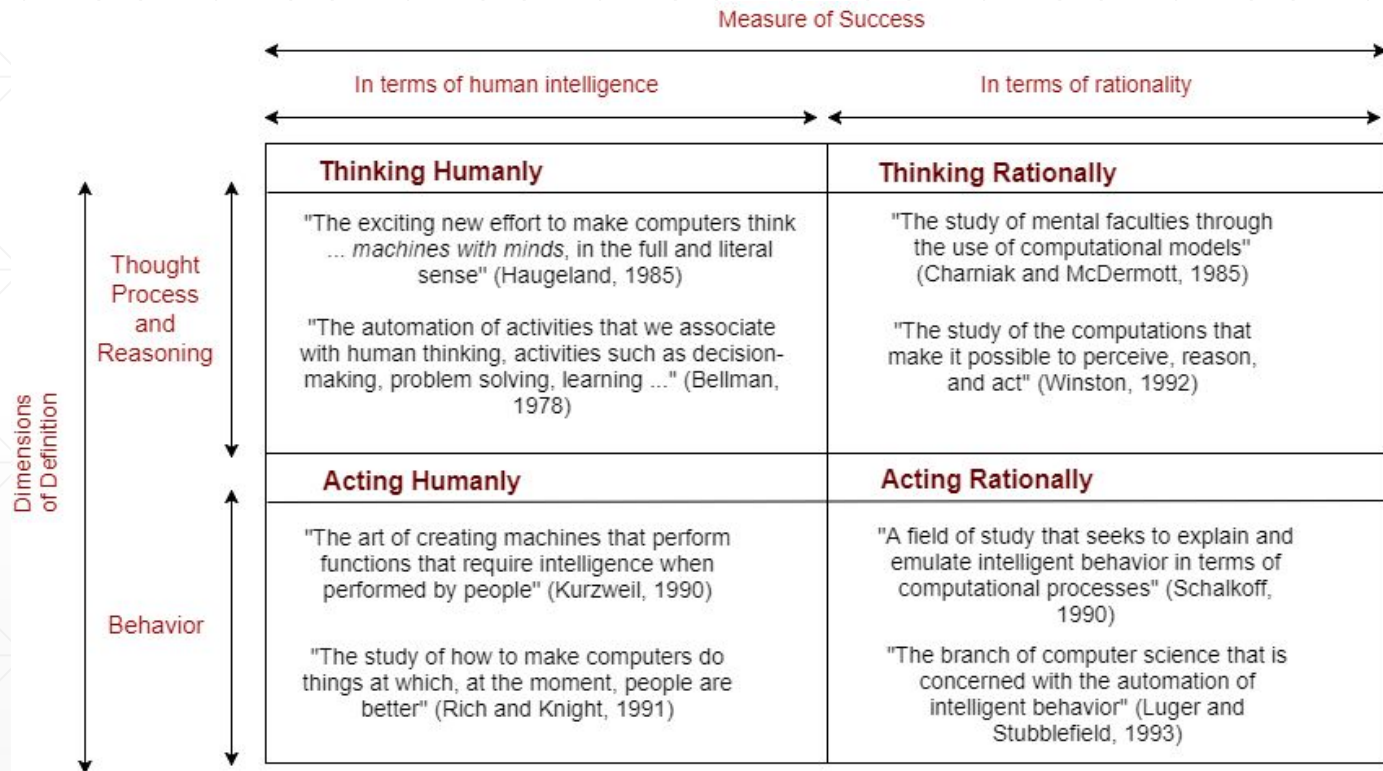 Measure of Success
In terms of human intelligence
In terms of rationality
Dimensions
of Definition
Thought
Process
and
Reasoning
Thinking Humanly
"The exciting new effort to make computers think
... machines with minds, in the full and literal
sense" (Haugeland, 1985)
"The automation of activities that we associate
with human thinking, activities such as decision-
making, problem solving, learning ..." (Bellman,
1978)
Thinking Rationally
"The study of mental faculties through
the use of computational models"
(Charniak and McDermott, 1985)
"The study of the computations that
make it possible to perceive, reason,
and act" (Winston, 1992)
Behavior
Acting Humanly
"The art of creating machines that perform
functions that require intelligence when
performed by people" (Kurzweil, 1990)
"The study of how to make computers do
things at which, at the moment, people are
better" (Rich and Knight, 1991)
Acting Rationally
"A field of study that seeks to explain and
emulate intelligent behavior in terms of
computational processes" (Schalkoff,
1990)
"The branch of computer science that is
concerned with the automation of
intelligent behavior" (Luger and
Stubblefield, 1993)